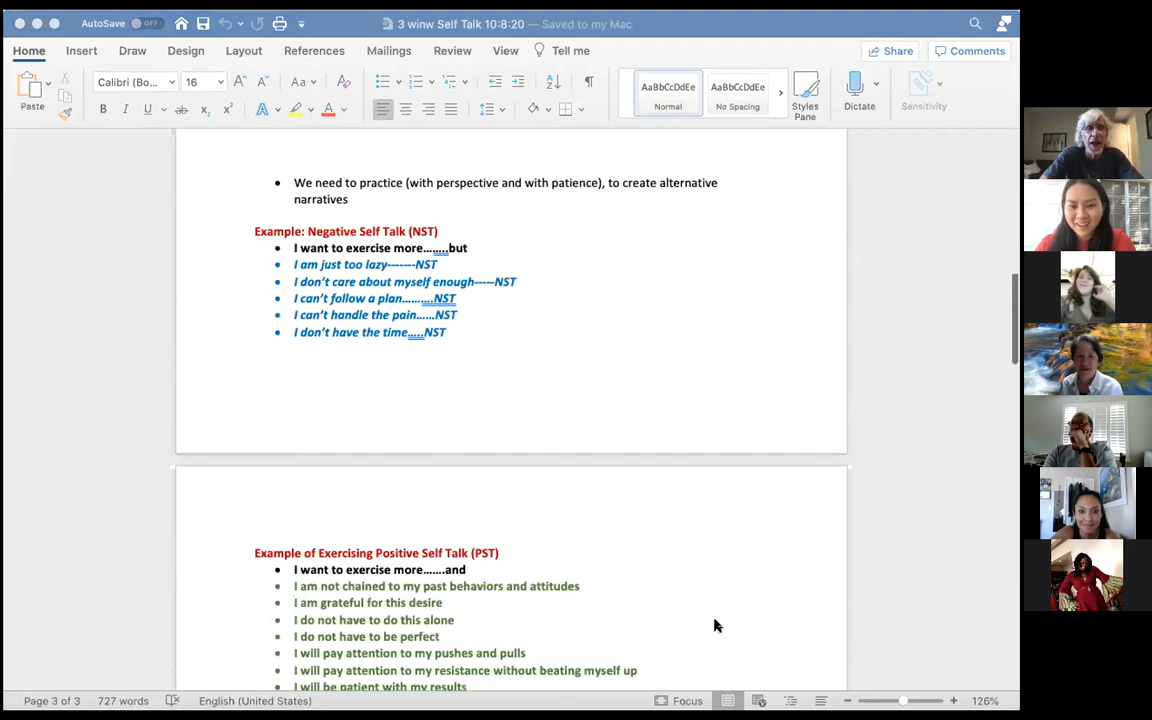 AutoSave OFF
3 winw Self Talk 10:8:20 — Saved to my Mac
Home Insert Draw Design Layout References Mailings Review View Tell me Share Comments
Paste
Calibri (Bo... 16
AaBbCcDdEe
Normal
AaBbCcDdEe
No Spacing
Styles
Pane
Dictate
Sensitivity
• We need to practice (with perspective and with patience), to create alternative
narratives
Example: Negative Self Talk (NST)
• I want to exercise more........but
• I am just too lazy-------NST
• I don’t care about myself enough-----NST
• I can’t follow a plan……….NST
• I can’t handle the pain……NST
• I don’t have the time…..NST
Example of Exercising Positive Self Talk (PST)
• I want to exercise more…….and
• I am not chained to my past behaviors and attitudes
• I am grateful for this desire
• I do not have to do this alone
• I do not have to be perfect
• I will pay attention to my pushes and pulls
• I will pay attention to my resistance without beating myself up
• I will be patient with my results
Page 3 of 3 727 words English (United States) Focus 126%